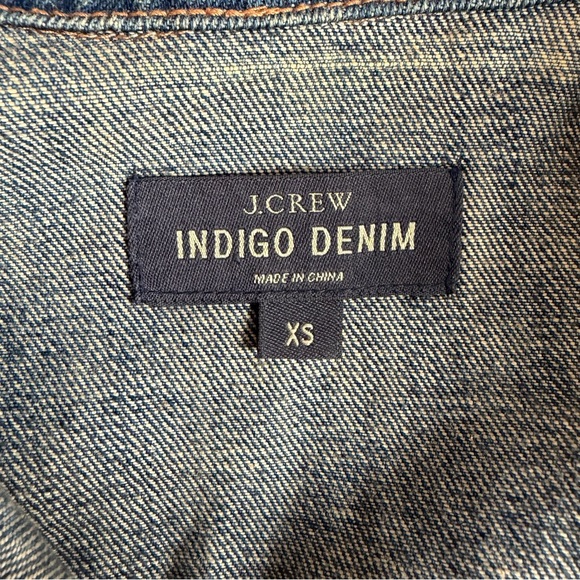 J.CREW
INDIGO DENIM
MADE IN CHINA
XS